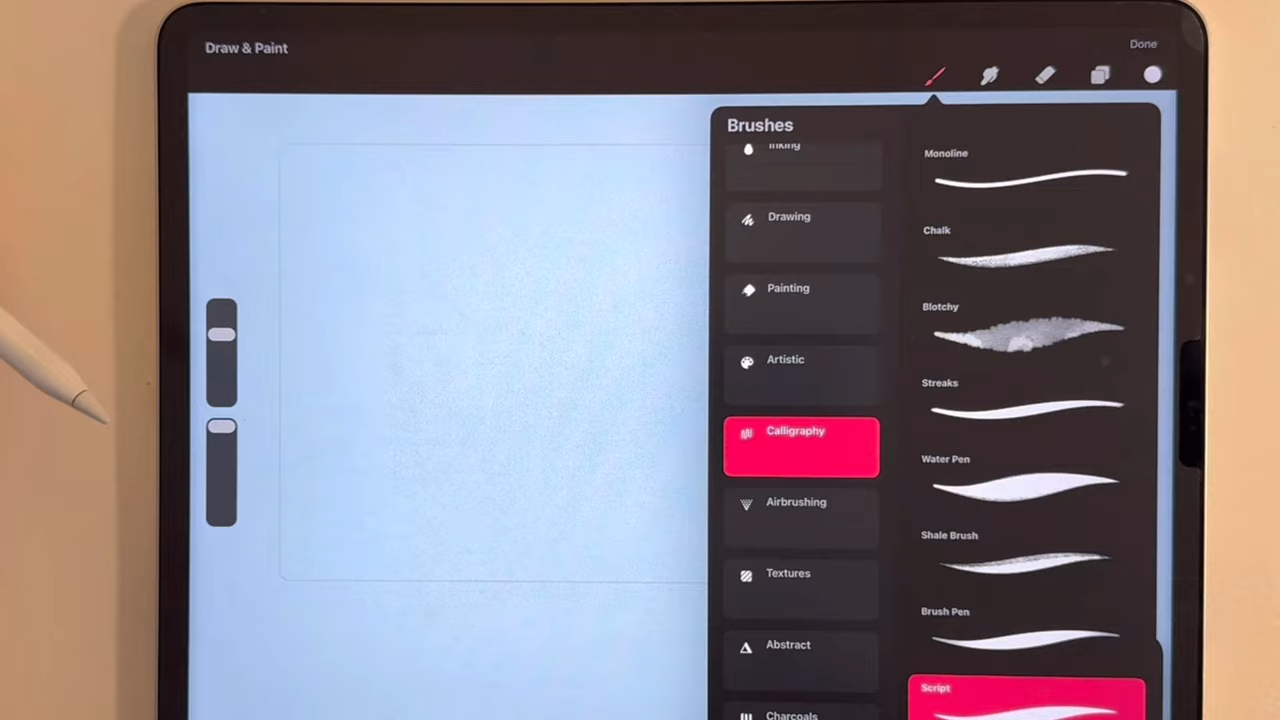 Draw & Paint
Done
Brushes
Inking
Drawing
Painting
Artistic
Calligraphy
Airbrushing
Textures
Abstract
Charcoals
Monoline
Chalk
Blotchy
Streaks
Water Pen
Shale Brush
Brush Pen
Script